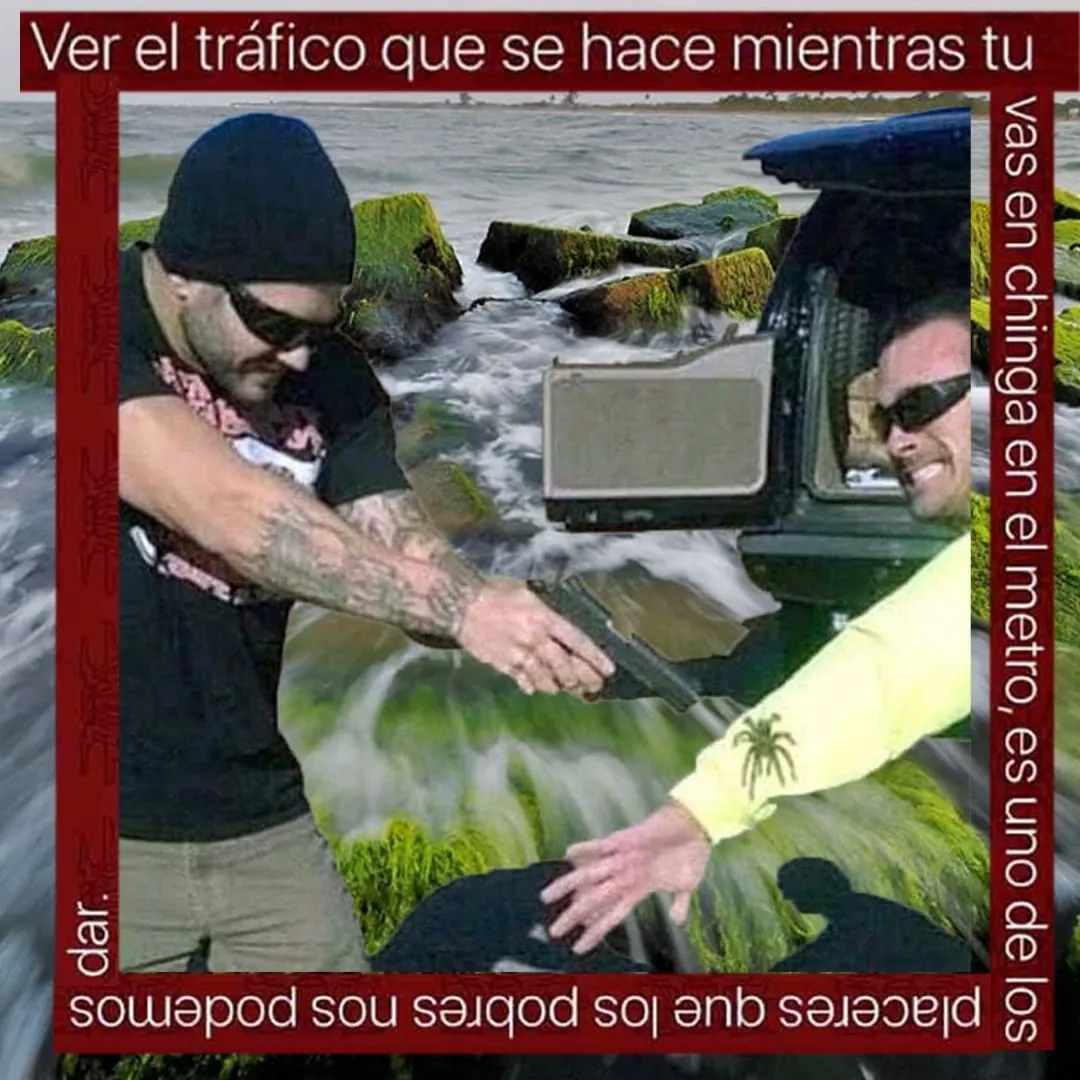 Ver el tráfico que se hace mientras tu
vas en chinga en el metro, es uno de los
placeres que los pobres nos podemos
dar.